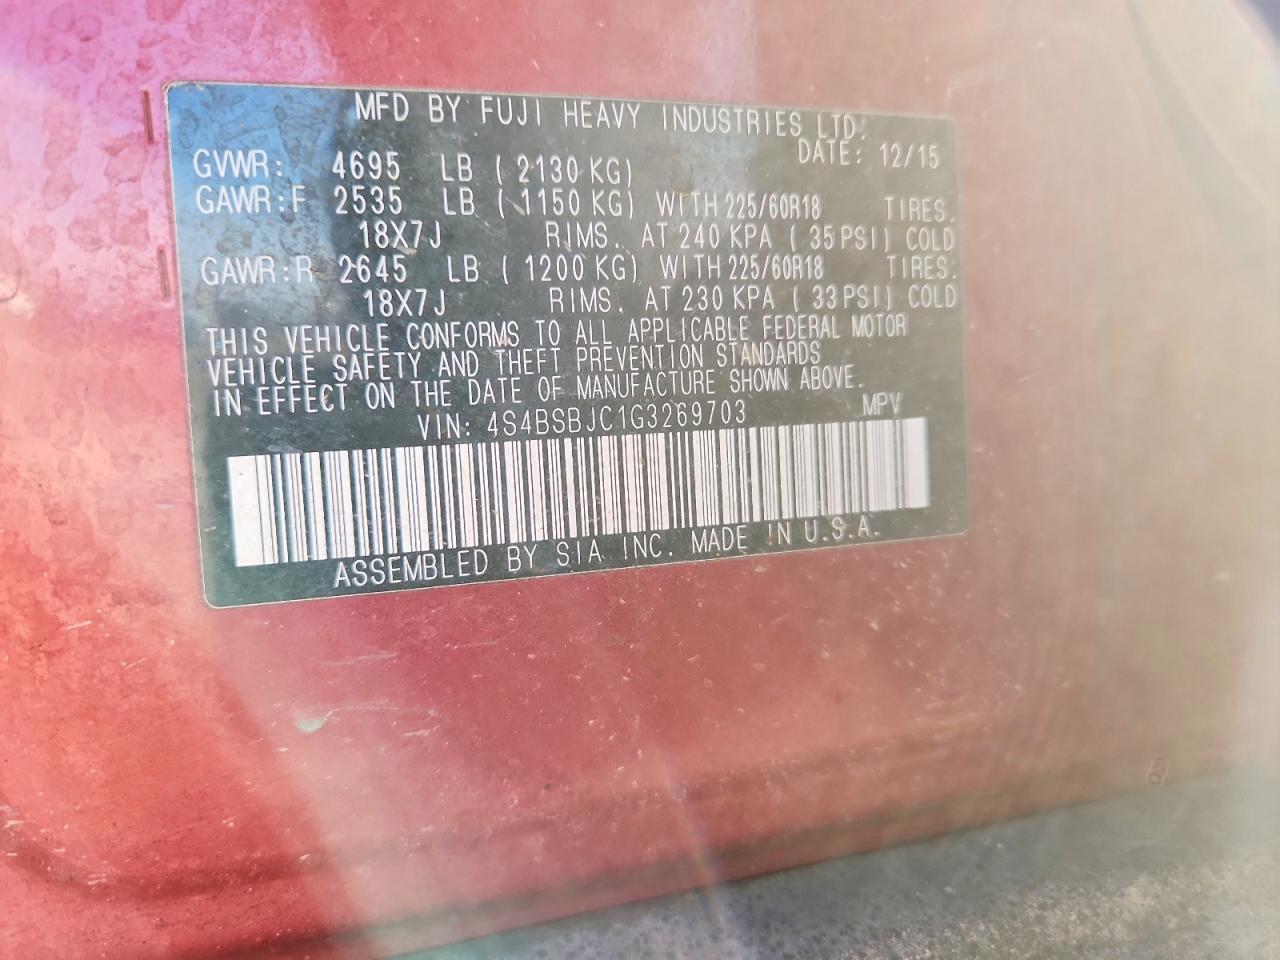 MFD BY FUJI HEAVY INDUSTRIES LTD.
DATE: 12/15
GVWR: 4695 LB ( 2130 KG)
GAWR:F 2535 LB ( 1150 KG) WITH 225/60R18 TIRES.
18X7J RIMS. AT 240 KPA ( 35 PSI) COLD
GAWR:R 2645 LB ( 1200 KG) WITH 225/60R18 TIRES.
18X7J RIMS. AT 230 KPA ( 33 PSI) COLD
THIS VEHICLE CONFORMS TO ALL APPLICABLE FEDERAL MOTOR
VEHICLE SAFETY AND THEFT PREVENTION STANDARDS
IN EFFECT ON THE DATE OF MANUFACTURE SHOWN ABOVE.
VIN: 4S4BSBJC1G3269703 MPV
ASSEMBLED BY SIA INC. MADE IN U.S.A.